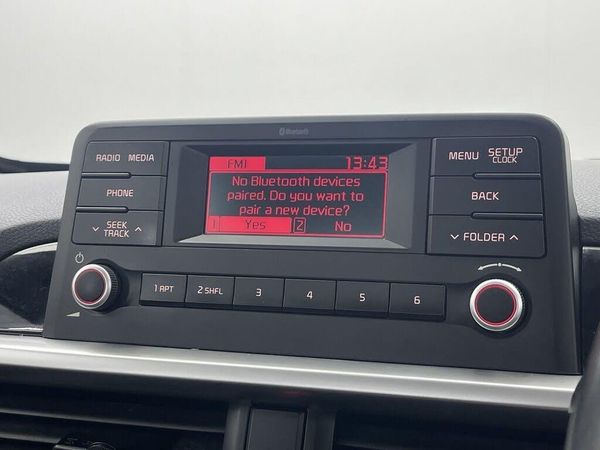 Bluetooth
RADIO MEDIA
FM1 13:43
MENU SETUP
CLOCK
No Bluetooth devices
paired. Do you want to
pair a new device?
1 Yes 2 No
PHONE
BACK
SEEK
TRACK
FOLDER
1 APT 2 SHFL 3 4 5 6